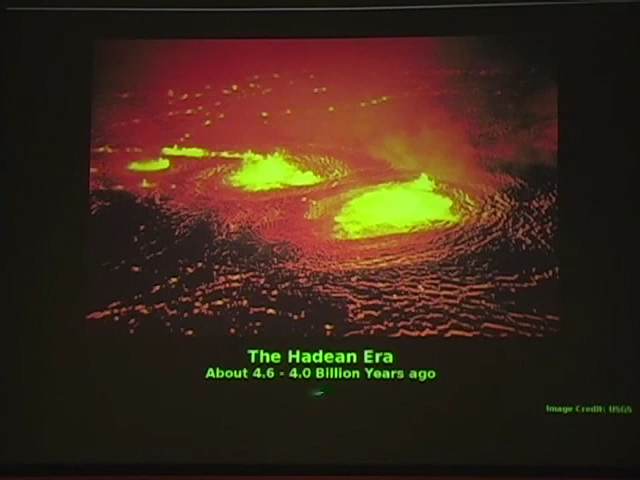 The Hadean Era
About 4.6 - 4.0 Billion Years ago
Image Credit: USGS